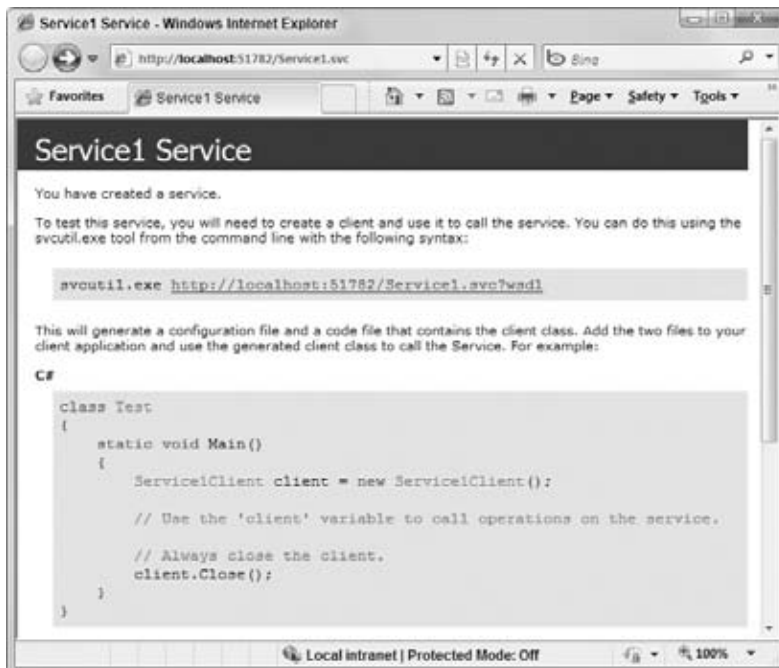 Service1 Service - Windows Internet Explorer
http://localhost:51782/Service1.svc
Bing
Favorites
Service1 Service
Page
Safety
Tools
Service1 Service
You have created a service.
To test this service, you will need to create a client and use it to call the service. You can do this using the
svcutil.exe tool from the command line with the following syntax:
svcutil.exe http://localhost:51782/Service1.svc?wsdl
This will generate a configuration file and a code file that contains the client class. Add the two files to your
client application and use the generated client class to call the Service. For example:
C#
class Test
{
static void Main()
{
Service1Client client = new Service1Client();
// Use the 'client' variable to call operations on the service.
// Always close the client.
client.Close();
}
}
Local intranet | Protected Mode: Off
100%